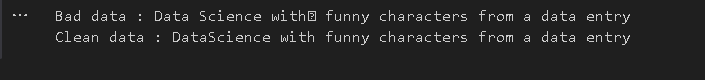 ... Bad data : Data Science with▯ funny characters from a data entry
Clean data : DataScience with funny characters from a data entry